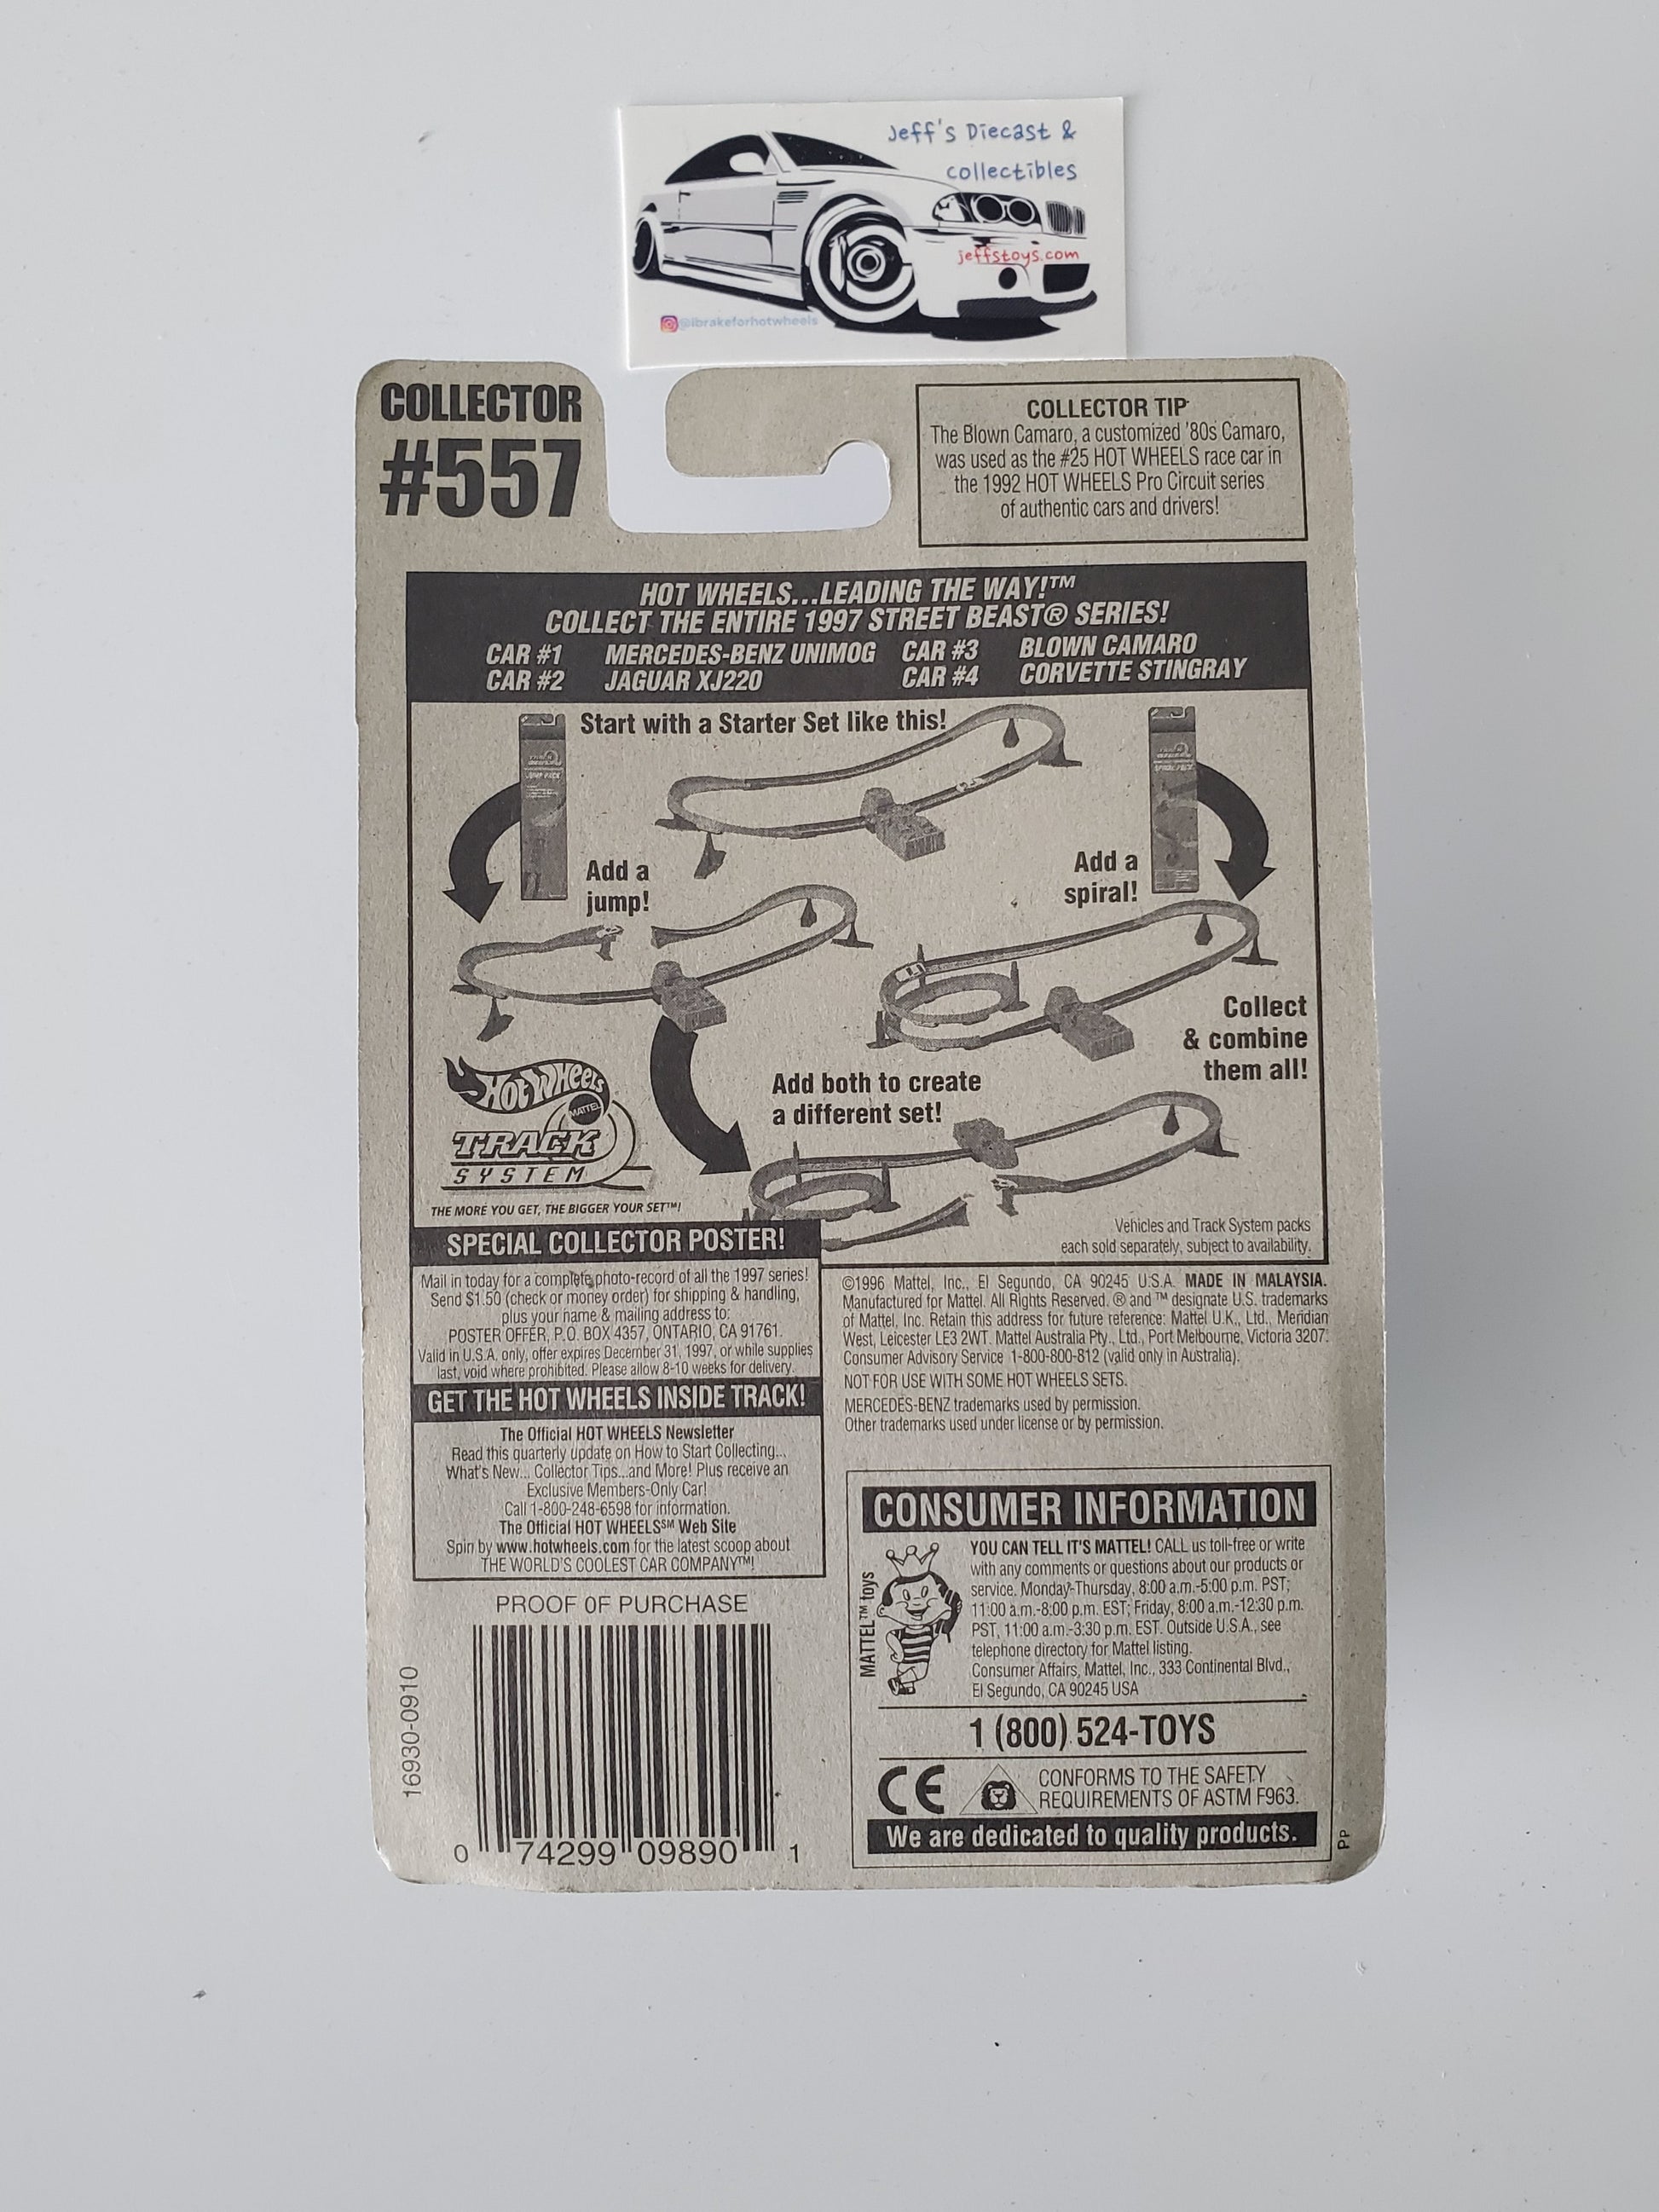 Jeff's Diecast &
collectibles
jeffstoys.com
@ibrakeforhotwheels
COLLECTOR
#557
COLLECTOR TIP
The Blown Camaro, a customized '80s Camaro,
was used as the #25 HOT WHEELS race car in
the 1992 HOT WHEELS Pro Circuit series
of authentic cars and drivers!
HOT WHEELS...LEADING THE WAY!™
COLLECT THE ENTIRE 1997 STREET BEAST® SERIES!
CAR #1 MERCEDES-BENZ UNIMOG CAR #3 BLOWN CAMARO
CAR #2 JAGUAR XJ220 CAR #4 CORVETTE STINGRAY
Start with a Starter Set like this!
Add a
jump!
Add a
spiral!
Collect
& combine
them all!
Add both to create
a different set!
Hot Wheels
MATTEL
TRACK
SYSTEM
THE MORE YOU GET, THE BIGGER YOUR SET™!
Vehicles and Track System packs
each sold separately, subject to availability.
SPECIAL COLLECTOR POSTER!
Mail in today for a complete photo-record of all the 1997 series!
Send $1.50 (check or money order) for shipping & handling,
plus your name & mailing address to:
POSTER OFFER, P.O. BOX 4357, ONTARIO, CA 91761.
Valid in U.S.A. only, offer expires December 31, 1997, or while supplies
last, void where prohibited. Please allow 8-10 weeks for delivery.
GET THE HOT WHEELS INSIDE TRACK!
The Official HOT WHEELS Newsletter
Read this quarterly update on How to Start Collecting...
What's New... Collector Tips...and More! Plus receive an
Exclusive Members-Only Car!
Call 1-800-248-6598 for information.
The Official HOT WHEELS℠ Web Site
Spin by www.hotwheels.com for the latest scoop about
THE WORLD'S COOLEST CAR COMPANY™!
©1996 Mattel, Inc., El Segundo, CA 90245 U.S.A. MADE IN MALAYSIA.
Manufactured for Mattel. All Rights Reserved. ® and ™ designate U.S. trademarks
of Mattel, Inc. Retain this address for future reference: Mattel U.K., Ltd., Meridian
West, Leicester LE3 2WT. Mattel Australia Pty., Ltd., Port Melbourne, Victoria 3207.
Consumer Advisory Service 1-800-800-812 (valid only in Australia).
NOT FOR USE WITH SOME HOT WHEELS SETS.
MERCEDES-BENZ trademarks used by permission.
Other trademarks used under license or by permission.
PROOF OF PURCHASE
16930-0910
0 74299 09890 1
CONSUMER INFORMATION
MATTEL™ toys
YOU CAN TELL IT'S MATTEL! CALL us toll-free or write
with any comments or questions about our products or
service. Monday-Thursday, 8:00 a.m.-5:00 p.m. PST;
11:00 a.m.-8:00 p.m. EST; Friday, 8:00 a.m.-12:30 p.m.
PST, 11:00 a.m.-3:30 p.m. EST. Outside U.S.A., see
telephone directory for Mattel listing.
Consumer Affairs, Mattel, Inc., 333 Continental Blvd.,
El Segundo, CA 90245 USA
1 (800) 524-TOYS
CE
CONFORMS TO THE SAFETY
REQUIREMENTS OF ASTM F963.
We are dedicated to quality products.
PP